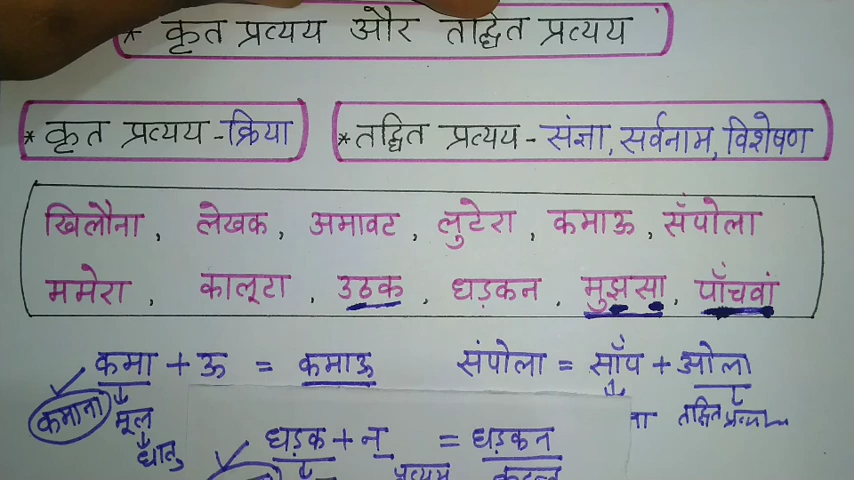 * कृत प्रत्यय और तद्धित प्रत्यय
* कृत प्रत्यय - क्रिया
* तद्धित प्रत्यय - संज्ञा, सर्वनाम, विशेषण
खिलौना, लेखक, अमावट, लुटेरा, कमाऊ, सँपोला
ममेरा, कालूटा, उठक, धड़कन, मुझसा, पाँचवां
कमा + ऊ = कमाऊ
संपोला = साँप + ओला
कमाना मूल
तद्धित प्रत्यय
धातु
धड़क + न = धड़कन
प्रत्यय